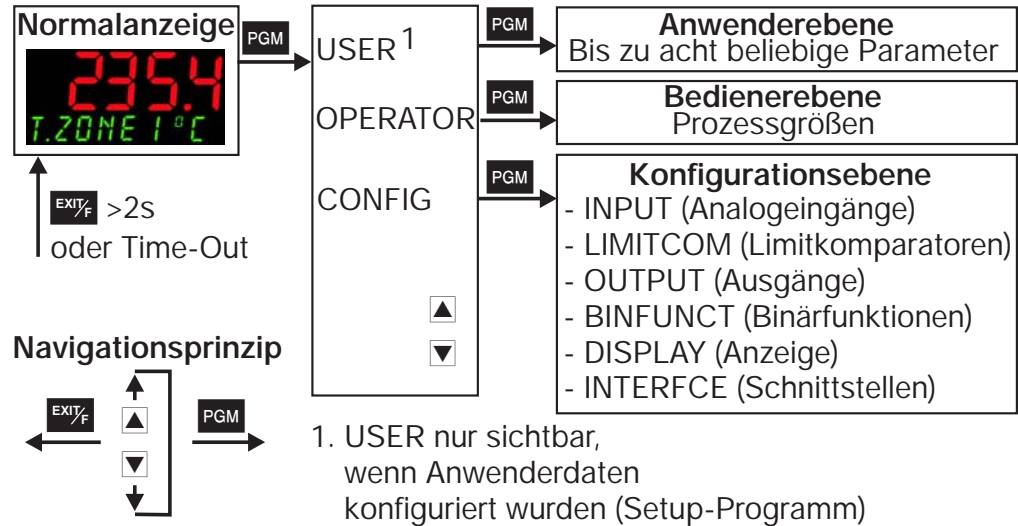 Normalanzeige
235.4
T.ZONE 1 °C
PGM
EXIT/F >2s
oder Time-Out
Navigationsprinzip
EXIT/F
PGM
USER¹
OPERATOR
CONFIG
PGM
Anwenderebene
Bis zu acht beliebige Parameter
PGM
Bedienerebene
Prozessgrößen
PGM
Konfigurationsebene
- INPUT (Analogeingänge)
- LIMITCOM (Limitkomparatoren)
- OUTPUT (Ausgänge)
- BINFUNCT (Binärfunktionen)
- DISPLAY (Anzeige)
- INTERFCE (Schnittstellen)
1. USER nur sichtbar,
wenn Anwenderdaten
konfiguriert wurden (Setup-Programm)